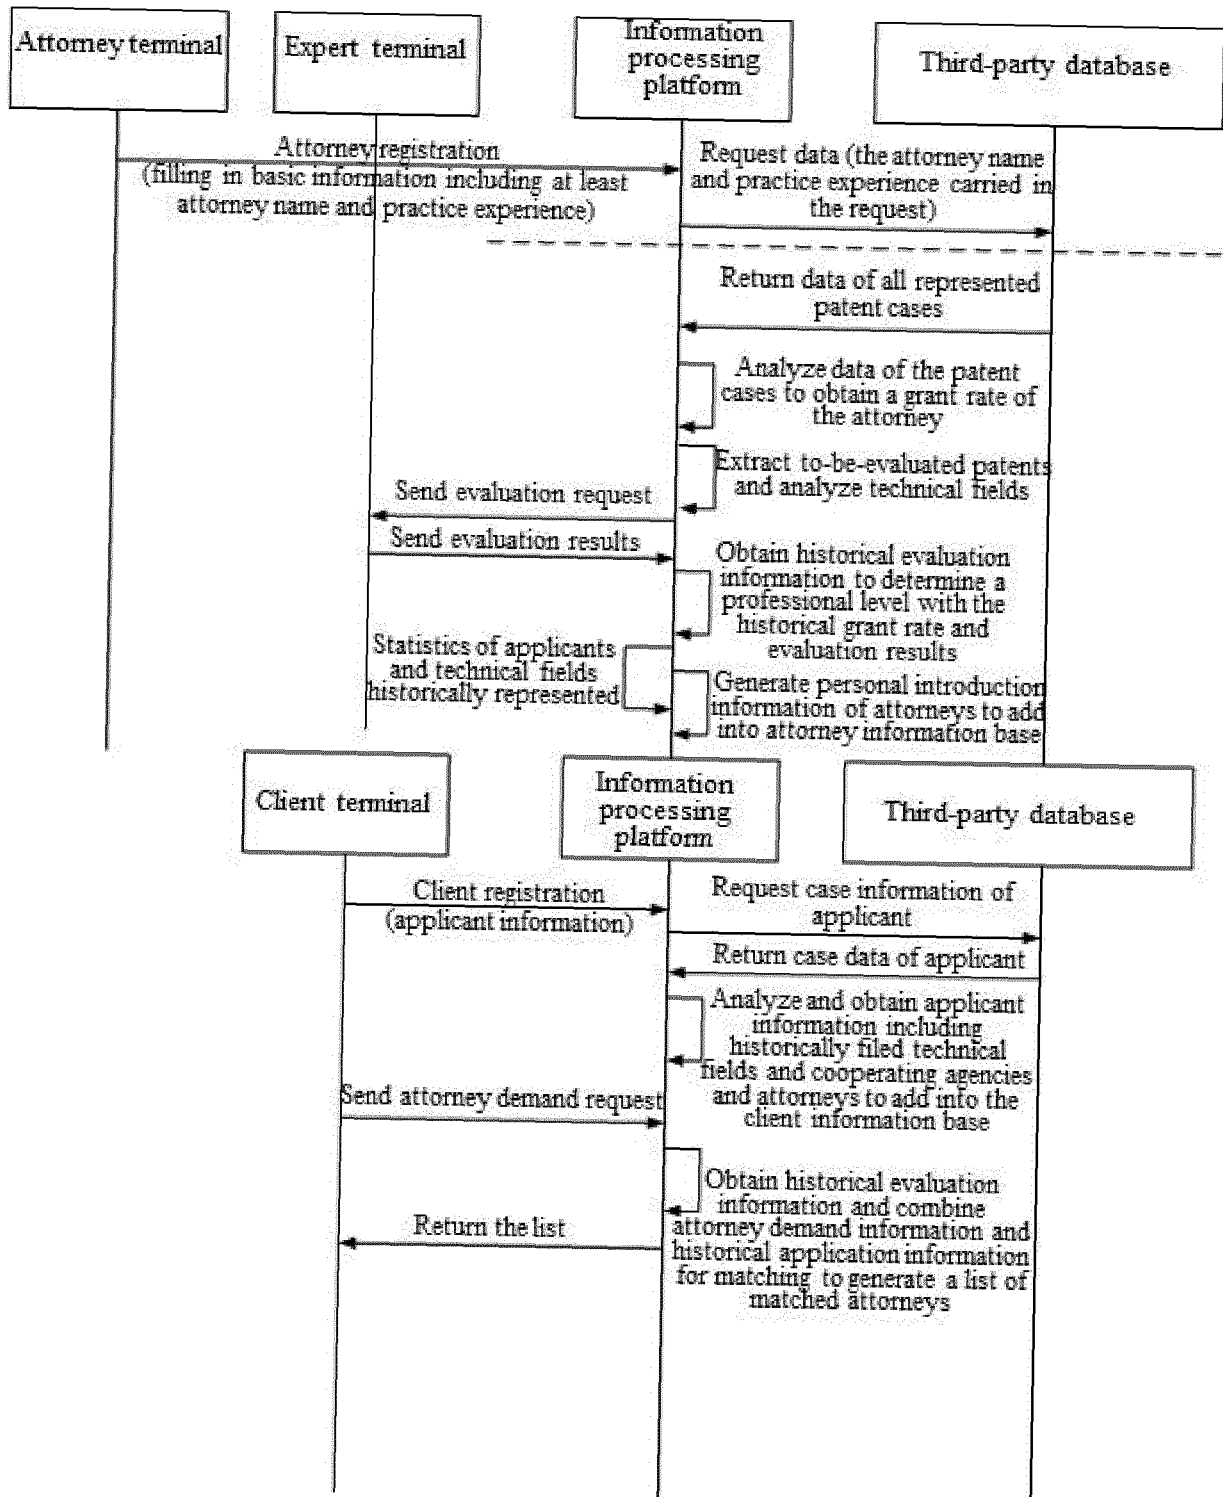 Attorney terminal
Expert terminal
Information
processing
platform
Third-party database
Attorney registration
(filling in basic information including at least
attorney name and practice experience)
Request data (the attorney name
and practice experience carried in
the request)
Return data of all represented
patent cases
Analyze data of the patent
cases to obtain a grant rate of
the attorney
Extract to-be-evaluated patents
and analyze technical fields
Send evaluation request
Send evaluation results
Obtain historical evaluation
information to determine a
professional level with the
historical grant rate and
evaluation results
Statistics of applicants
and technical fields
historically represented
Generate personal introduction
information of attorneys to add
into attorney information base
Client terminal
Information
processing
platform
Third-party database
Client registration
(applicant information)
Request case information of
applicant
Return case data of applicant
Analyze and obtain applicant
information including
historically filed technical
fields and cooperating agencies
and attorneys to add into the
client information base
Send attorney demand request
Obtain historical evaluation
information and combine
attorney demand information and
historical application information
for matching to generate a list of
matched attorneys
Return the list